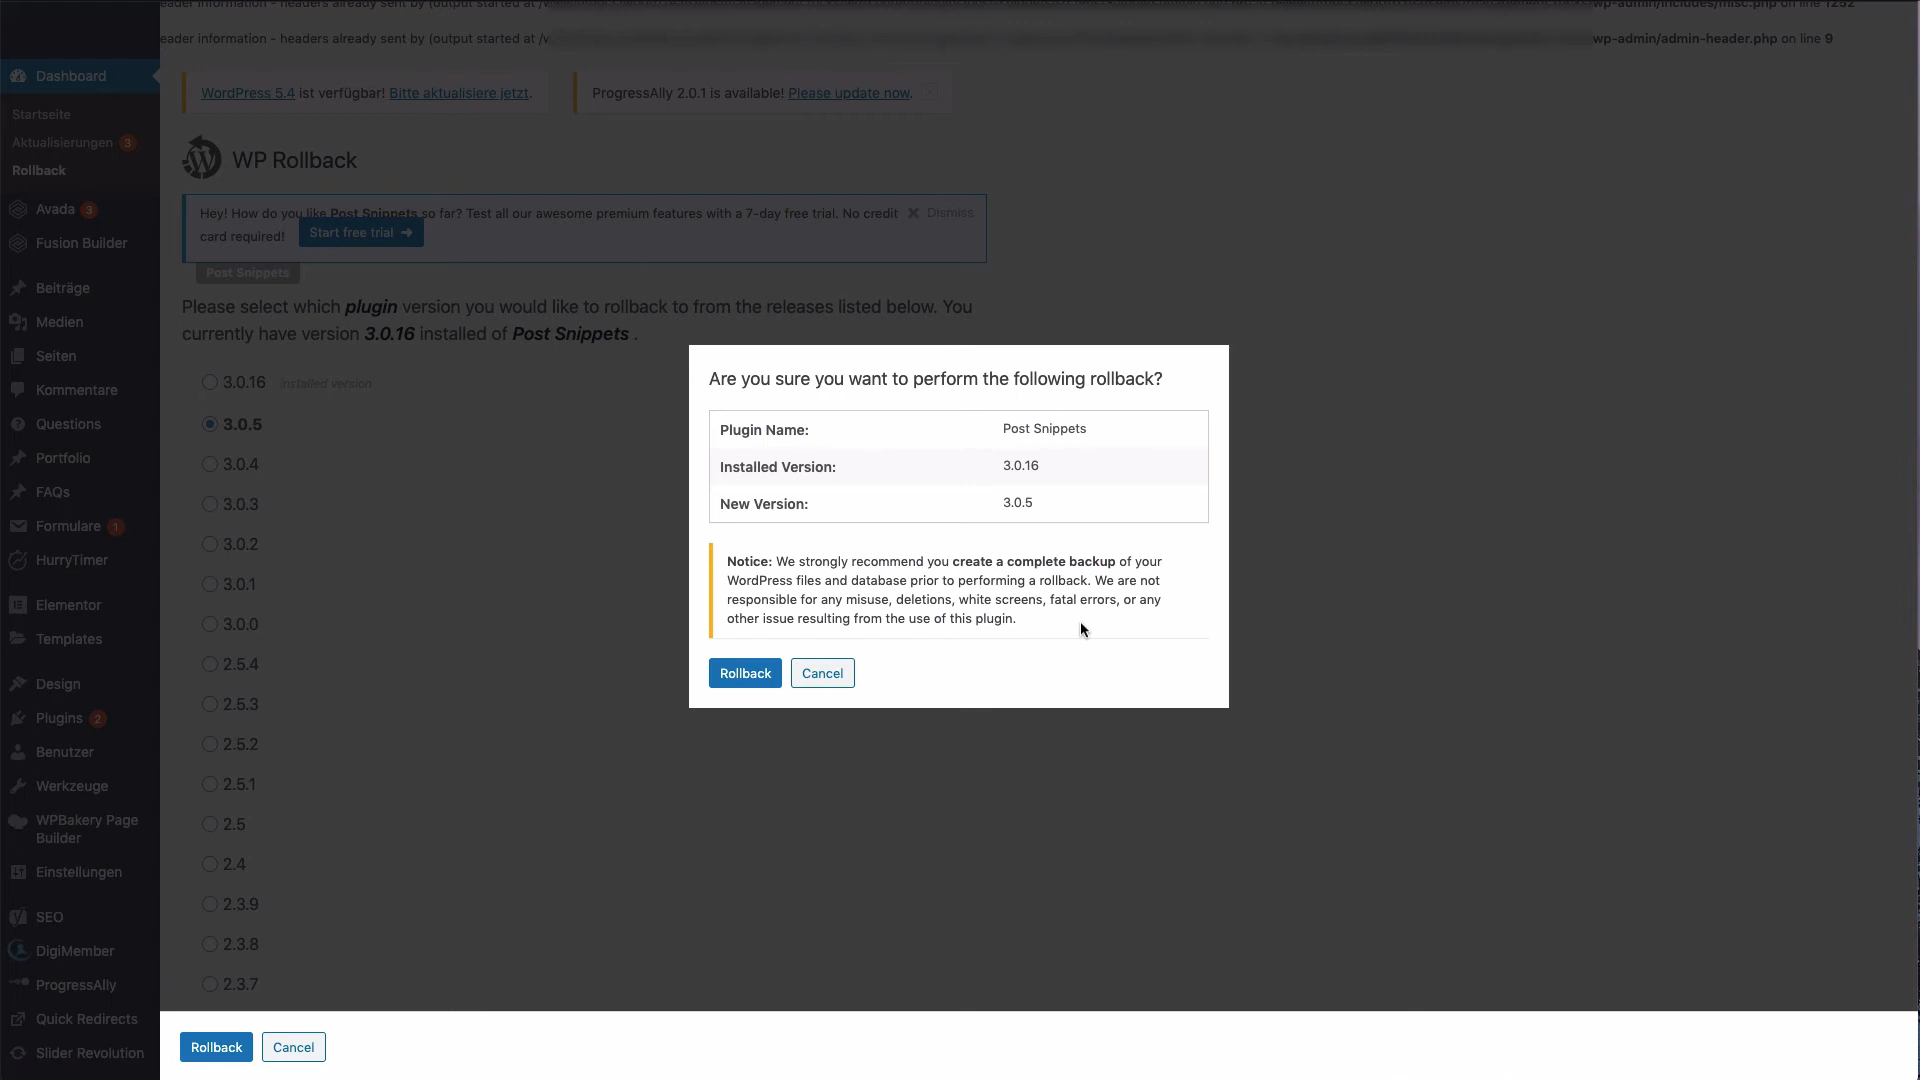 eader information - headers already sent by (output started at /w wp-admin/includes/misc.php on line 1252
eader information - headers already sent by (output started at /w wp-admin/admin-header.php on line 9
Dashboard
Startseite
Aktualisierungen 3
Rollback
Avada 3
Fusion Builder
Beiträge
Medien
Seiten
Kommentare
Questions
Portfolio
FAQs
Formulare 1
HurryTimer
Elementor
Templates
Design
Plugins 2
Benutzer
Werkzeuge
WPBakery Page
Builder
Einstellungen
SEO
DigiMember
ProgressAlly
Quick Redirects
Slider Revolution
WordPress 5.4 ist verfügbar! Bitte aktualisiere jetzt.
ProgressAlly 2.0.1 is available! Please update now.
WP Rollback
Hey! How do you like Post Snippets so far? Test all our awesome premium features with a 7-day free trial. No credit
card required! Start free trial
Dismiss
Post Snippets
Please select which plugin version you would like to rollback to from the releases listed below. You
currently have version 3.0.16 installed of Post Snippets .
3.0.16 installed version
3.0.5
3.0.4
3.0.3
3.0.2
3.0.1
3.0.0
2.5.4
2.5.3
2.5.2
2.5.1
2.5
2.4
2.3.9
2.3.8
2.3.7
Are you sure you want to perform the following rollback?
Plugin Name: Post Snippets
Installed Version: 3.0.16
New Version: 3.0.5
Notice: We strongly recommend you create a complete backup of your
WordPress files and database prior to performing a rollback. We are not
responsible for any misuse, deletions, white screens, fatal errors, or any
other issue resulting from the use of this plugin.
Rollback Cancel
Rollback Cancel